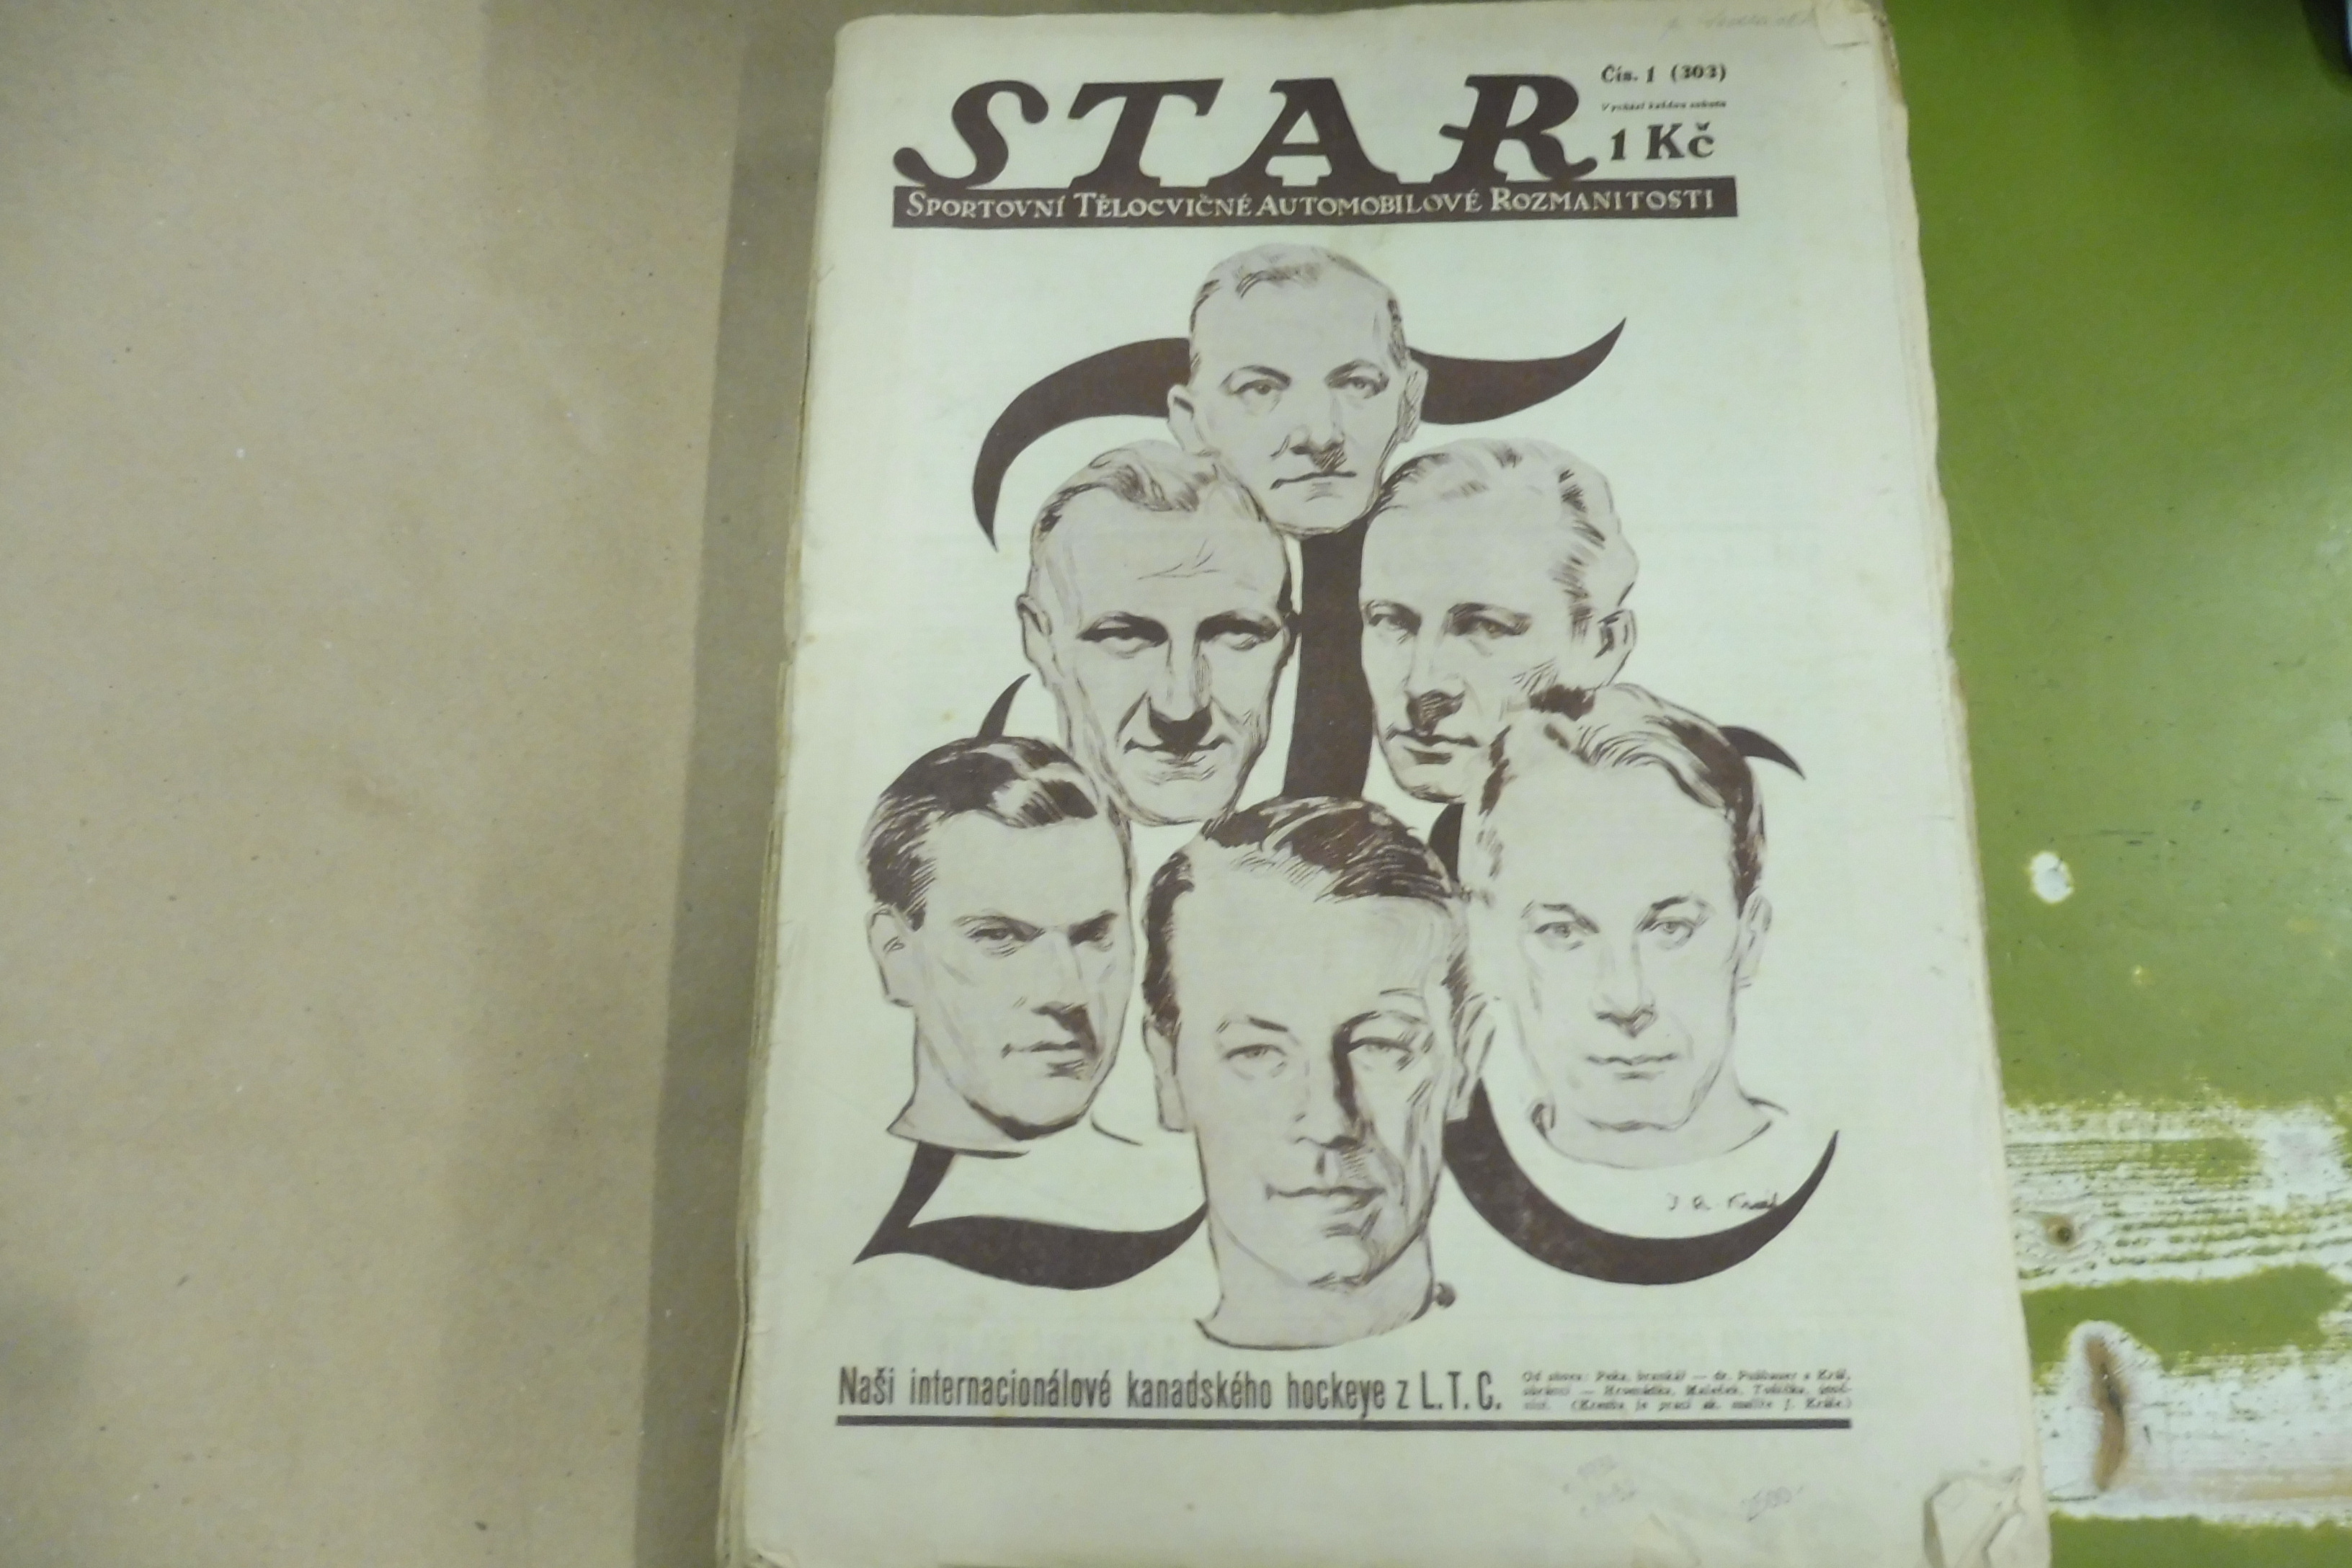 STAR
Čís. 1 (303)
Vychází každou sobotu
1 Kč
SPORTOVNÍ TĚLOCVIČNÉ AUTOMOBILOVÉ ROZMANITOSTI
L T C
Naši internacionálové kanadského hockeye z L. T. C.
Od shora: Peka, brankář — dr. Pušbauer a Král,
obránci — Hromádka, Maleček, Tožička, útoč-
níci. (Kresba je prací ak. malíře J. Krále.)